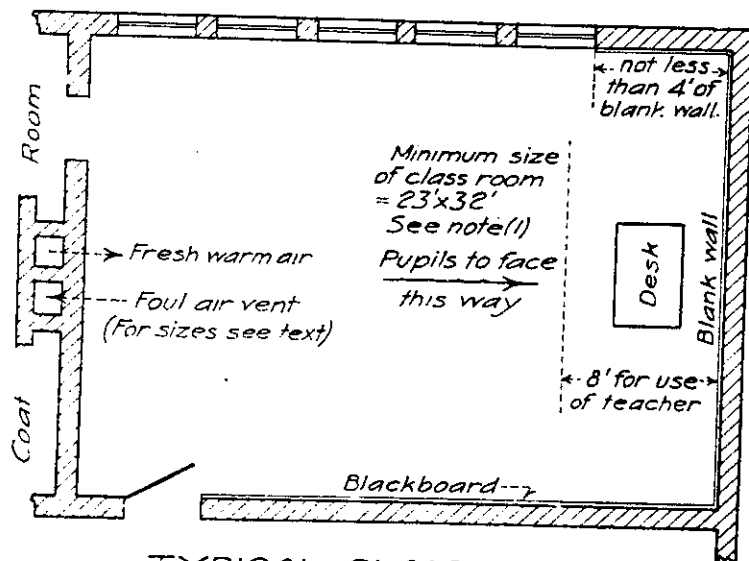 not less
than 4' of
blank wall.
Room
Minimum size
of class room
= 23'x32'
See note (1)
Fresh warm air
Pupils to face
this way
Desk
Blank wall
Foul air vent
(For sizes see text)
8' for use
of teacher
Coat
Blackboard